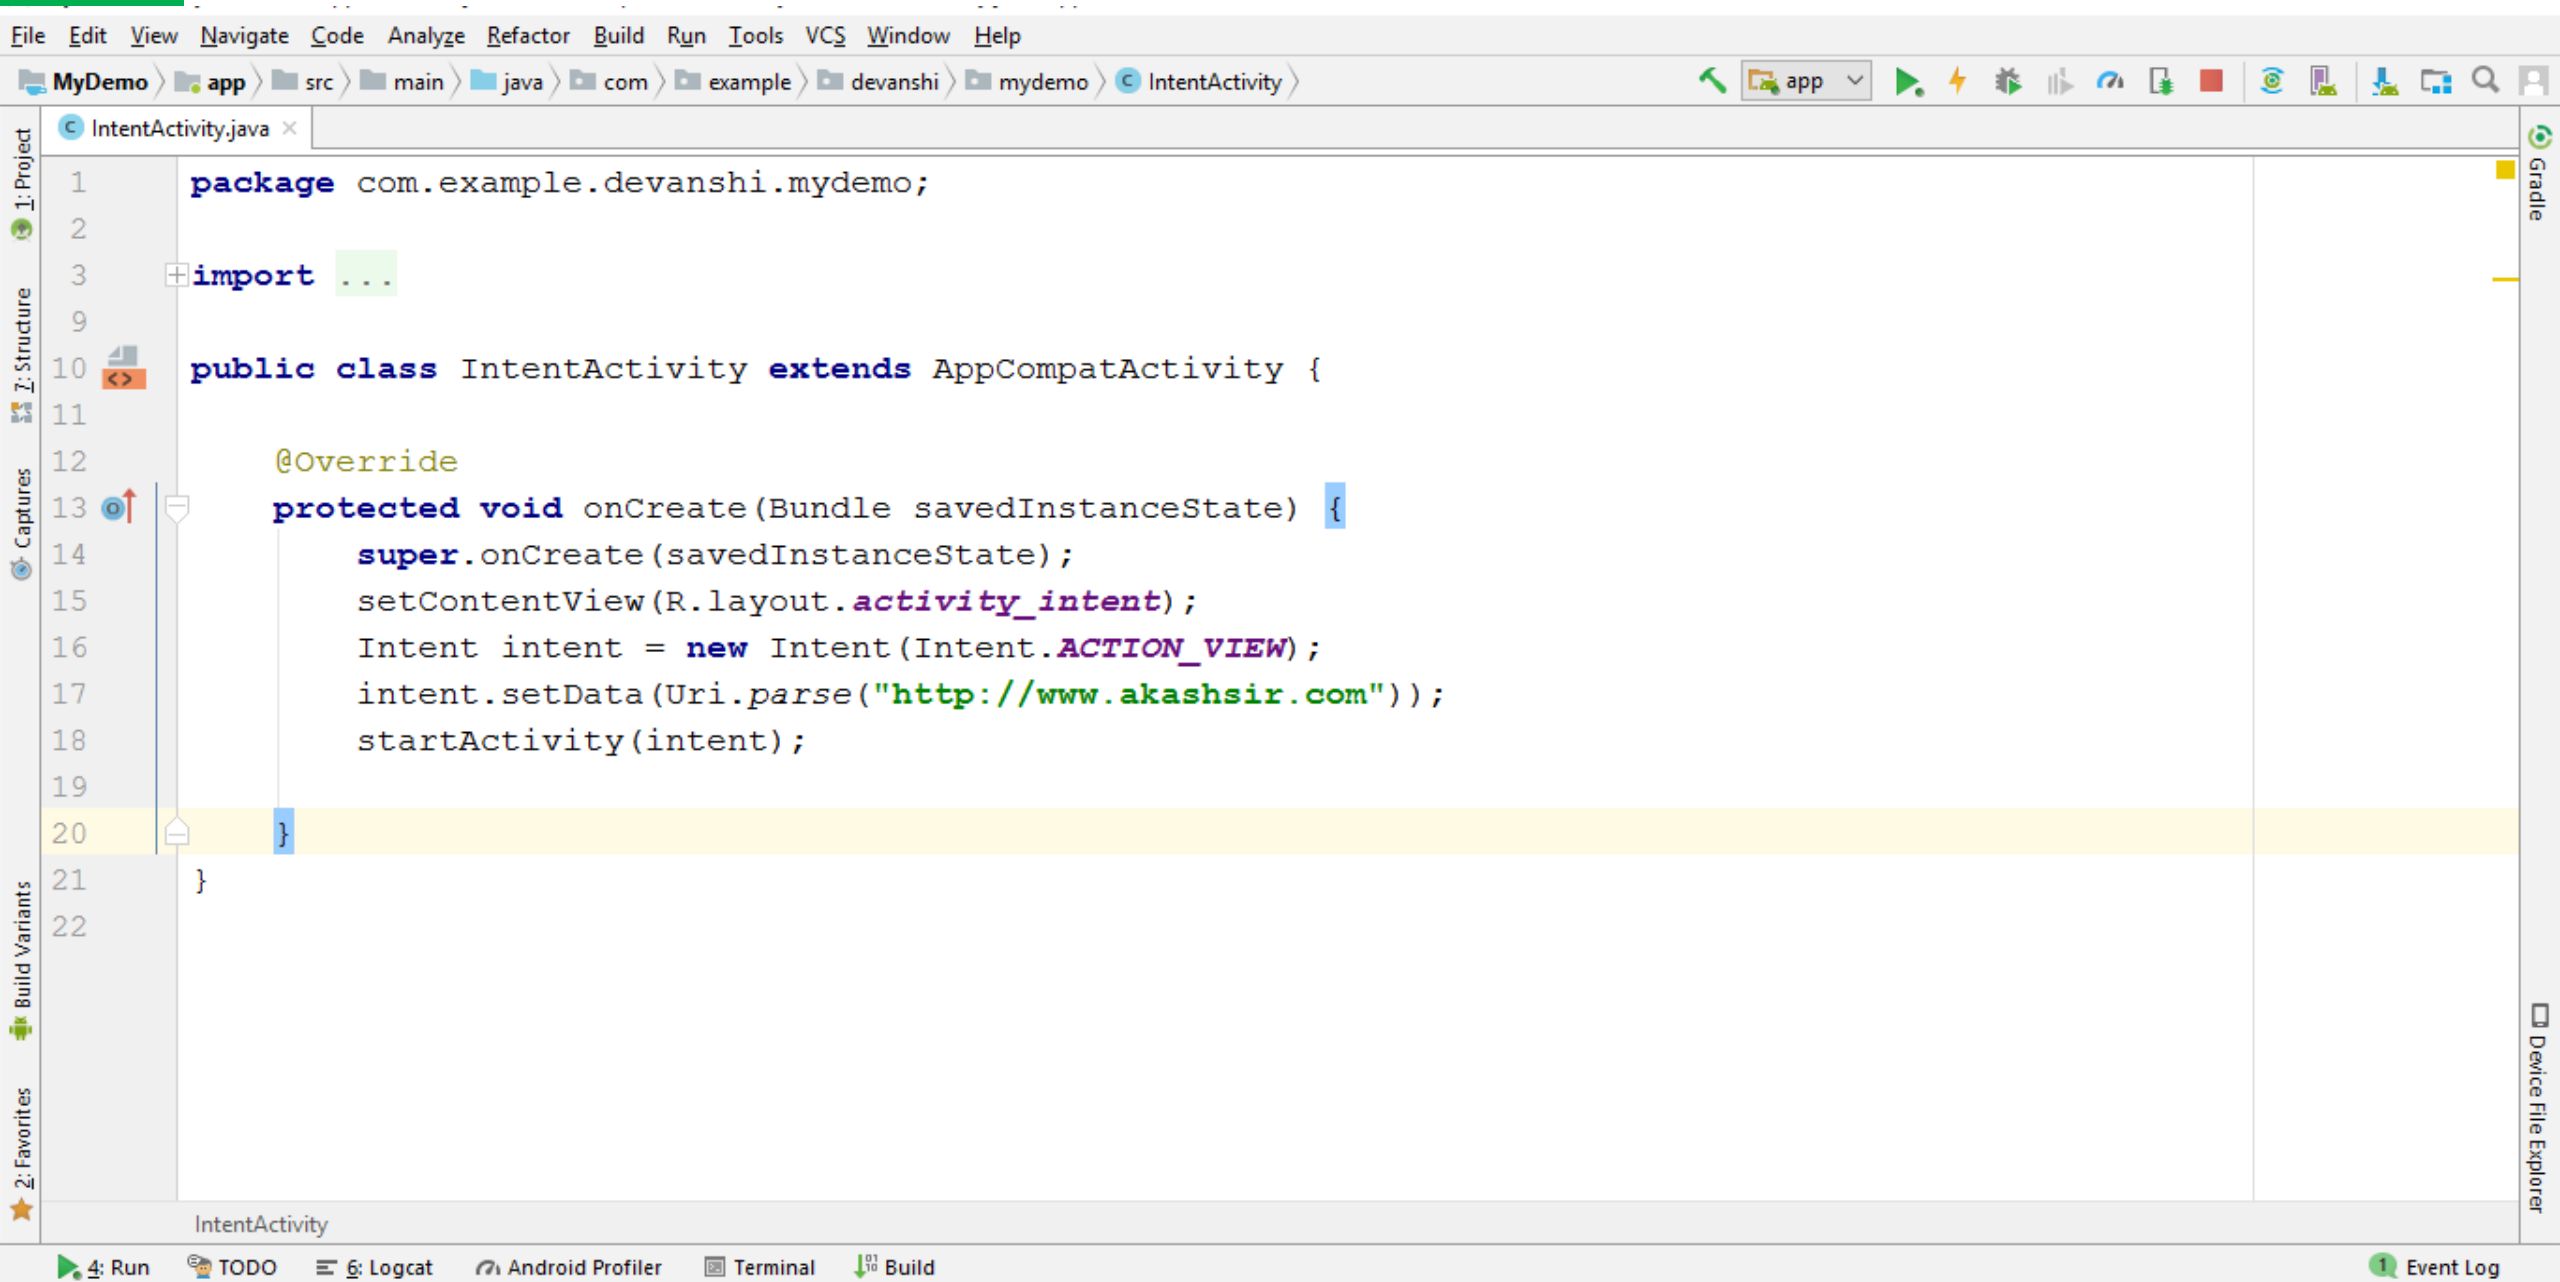 File Edit View Navigate Code Analyze Refactor Build Run Tools VCS Window Help
MyDemo app src main java com example devanshi mydemo IntentActivity app
IntentActivity.java
1 package com.example.devanshi.mydemo;
2
3 import ...
9
10 public class IntentActivity extends AppCompatActivity {
11
12 @Override
13 protected void onCreate(Bundle savedInstanceState) {
14 super.onCreate(savedInstanceState);
15 setContentView(R.layout.activity_intent);
16 Intent intent = new Intent(Intent.ACTION_VIEW);
17 intent.setData(Uri.parse("http://www.akashsir.com"));
18 startActivity(intent);
19
20 }
21 }
22
1: Project
7: Structure
Captures
Build Variants
2: Favorites
Gradle
Device File Explorer
IntentActivity
4: Run TODO 6: Logcat Android Profiler Terminal Build 1 Event Log